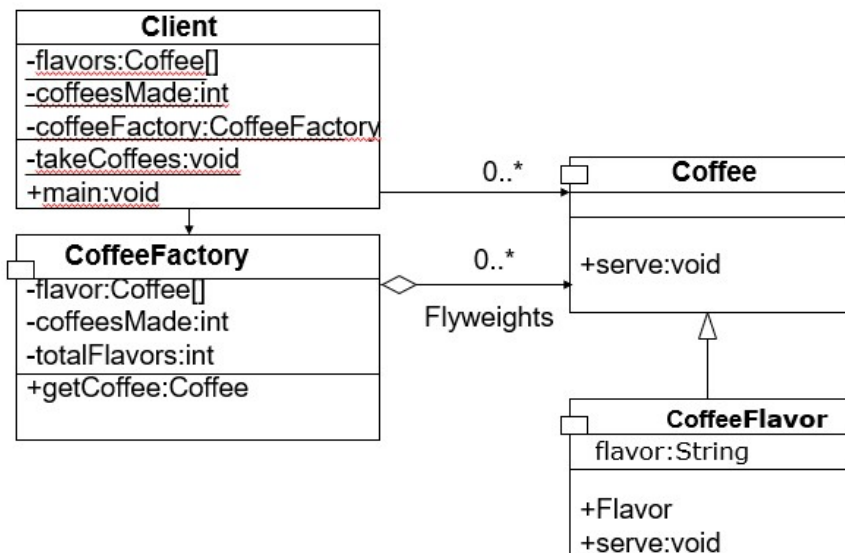 Client
-flavors:Coffee[]
-coffeesMade:int
-coffeeFactory:CoffeeFactory
-takeCoffees:void
+main:void
0..*
Coffee
+serve:void
CoffeeFactory
-flavor:Coffee[]
-coffeesMade:int
-totalFlavors:int
+getCoffee:Coffee
0..*
Flyweights
CoffeeFlavor
flavor:String
+Flavor
+serve:void